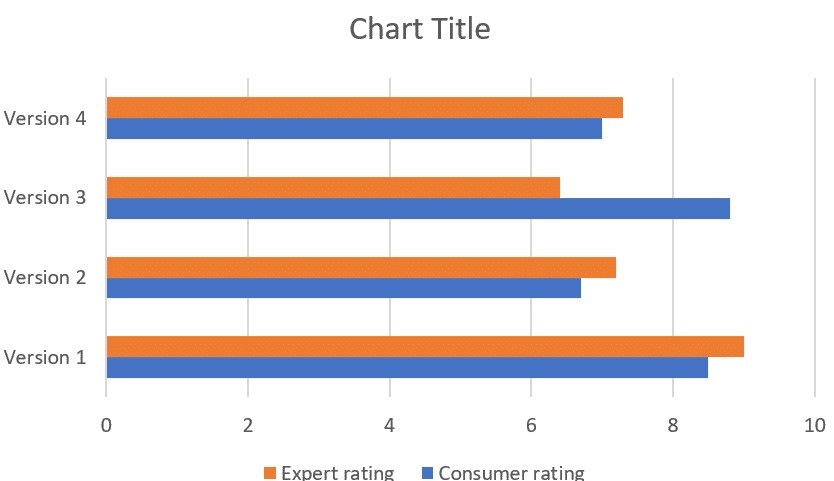 Chart Title
Version 4
Version 3
Version 2
Version 1
0 2 4 6 8 10
Expert rating Consumer rating